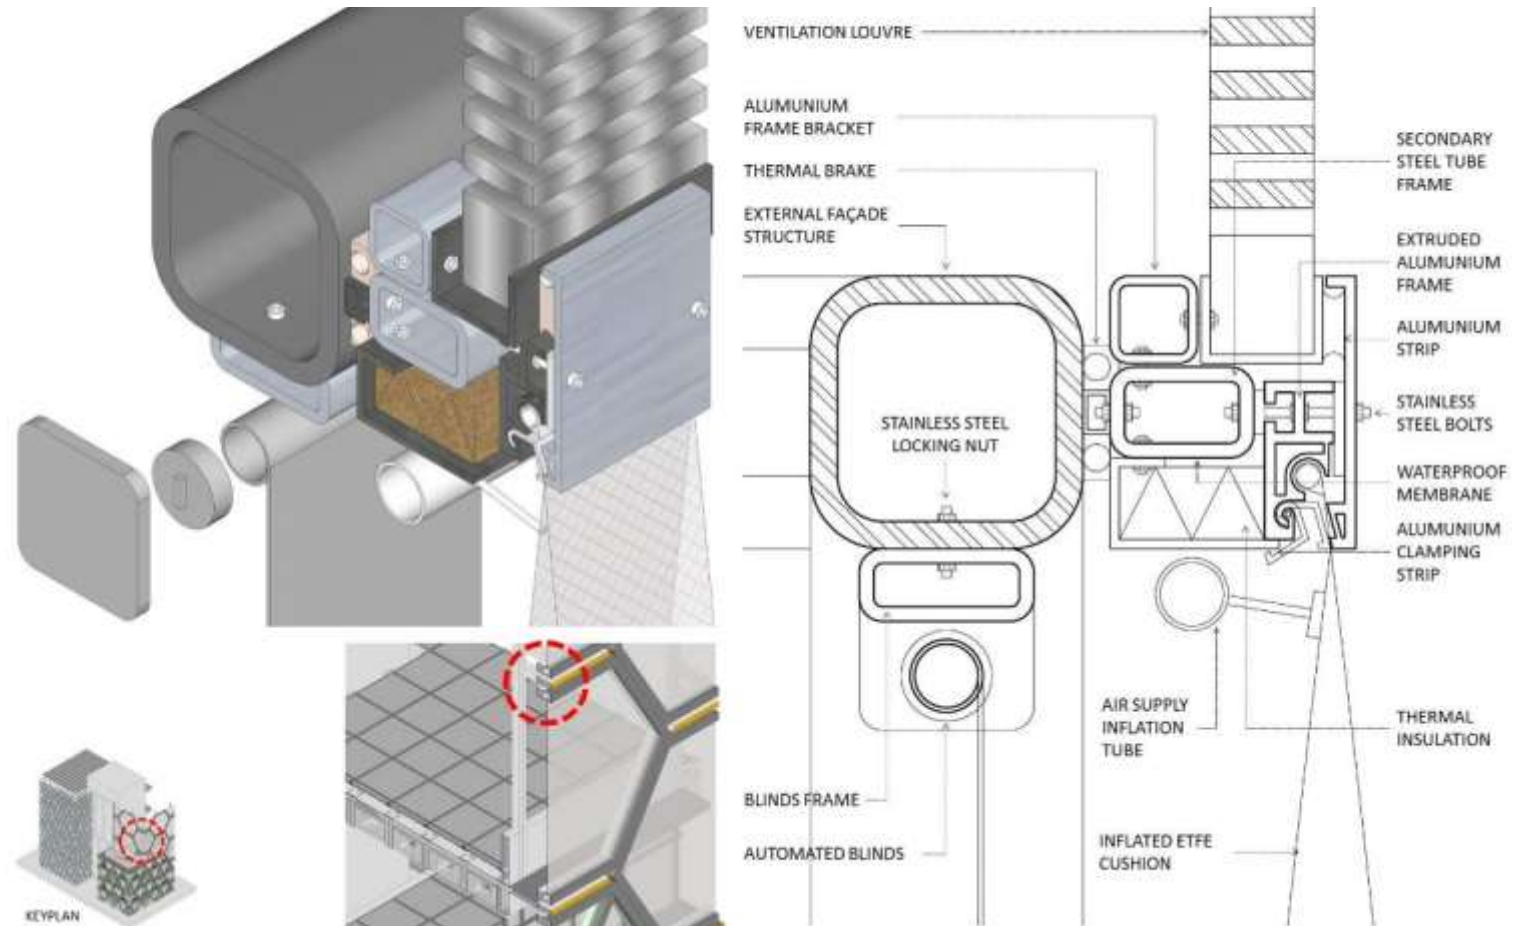 VENTILATION LOUVRE
ALUMUNIUM
FRAME BRACKET
THERMAL BRAKE
EXTERNAL FAÇADE
STRUCTURE
STAINLESS STEEL
LOCKING NUT
BLINDS FRAME
AUTOMATED BLINDS
SECONDARY
STEEL TUBE
FRAME
EXTRUDED
ALUMUNIUM
FRAME
ALUMUNIUM
STRIP
STAINLESS
STEEL BOLTS
WATERPROOF
MEMBRANE
ALUMUNIUM
CLAMPING
STRIP
AIR SUPPLY
INFLATION
TUBE
THERMAL
INSULATION
INFLATED ETFE
CUSHION
KEYPLAN